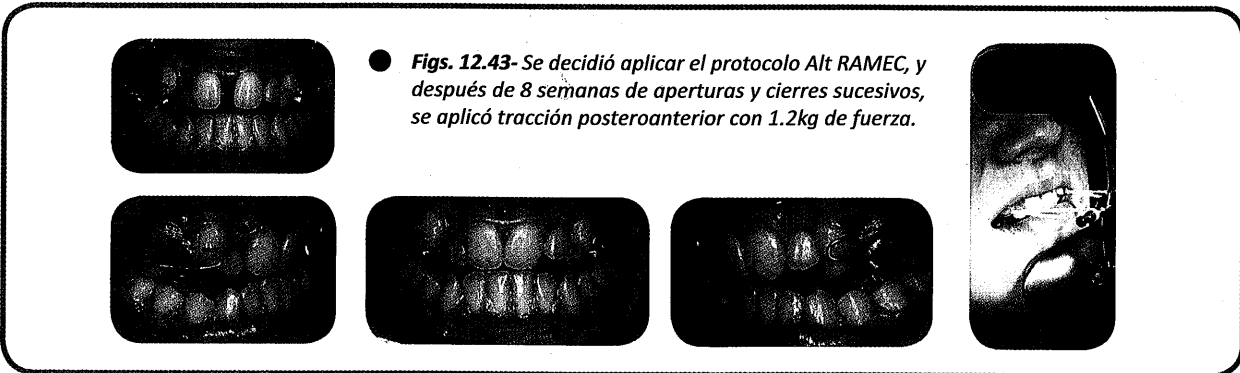 Figs. 12.43- Se decidió aplicar el protocolo Alt RAMEC, y
después de 8 semanas de aperturas y cierres sucesivos,
se aplicó tracción posteroanterior con 1.2kg de fuerza.